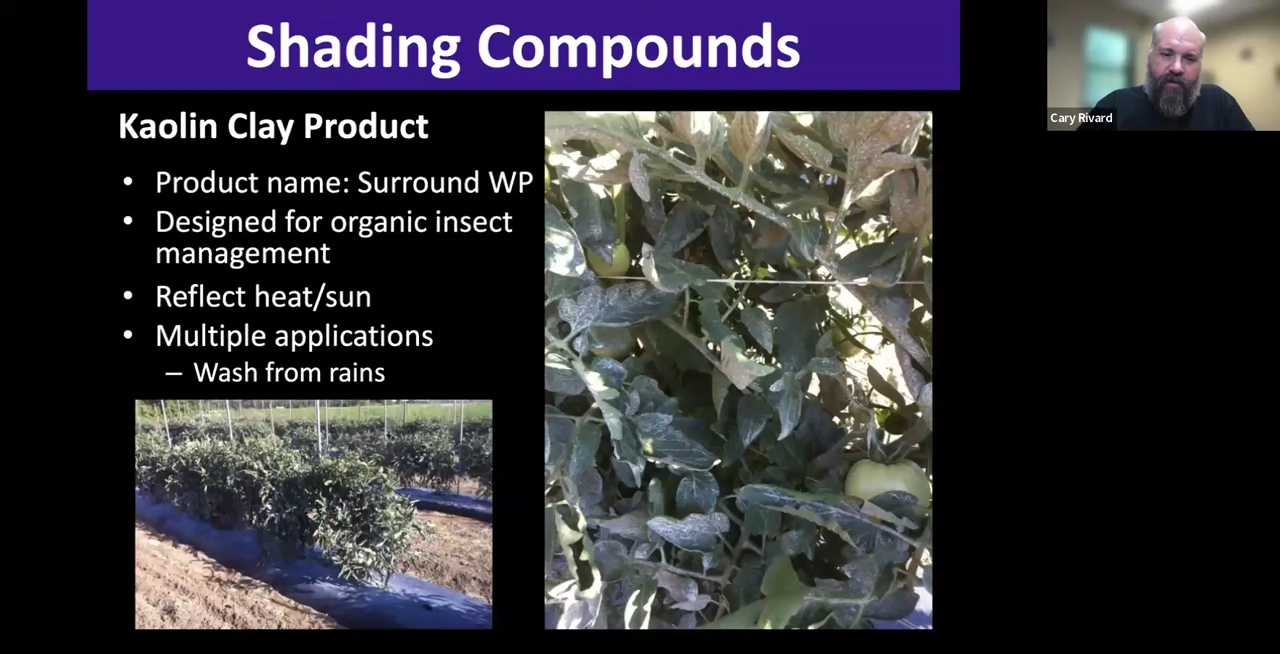 Shading Compounds
Cary Rivard
Kaolin Clay Product
• Product name: Surround WP
• Designed for organic insect
management
• Reflect heat/sun
• Multiple applications
– Wash from rains